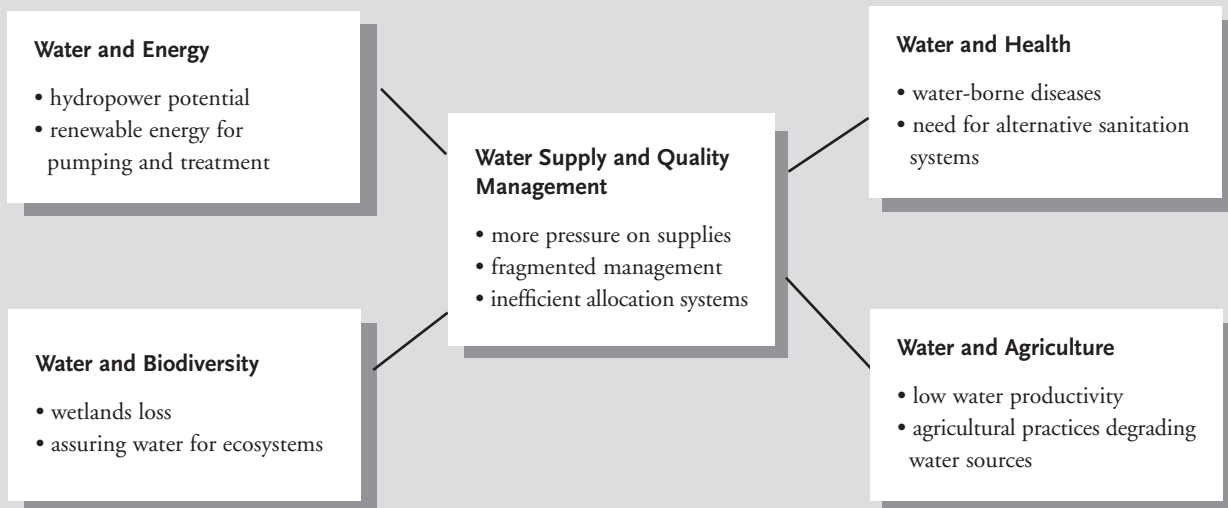 Water and Energy
• hydropower potential
• renewable energy for
pumping and treatment
Water and Health
• water-borne diseases
• need for alternative sanitation
systems
Water Supply and Quality
Management
• more pressure on supplies
• fragmented management
• inefficient allocation systems
Water and Biodiversity
• wetlands loss
• assuring water for ecosystems
Water and Agriculture
• low water productivity
• agricultural practices degrading
water sources